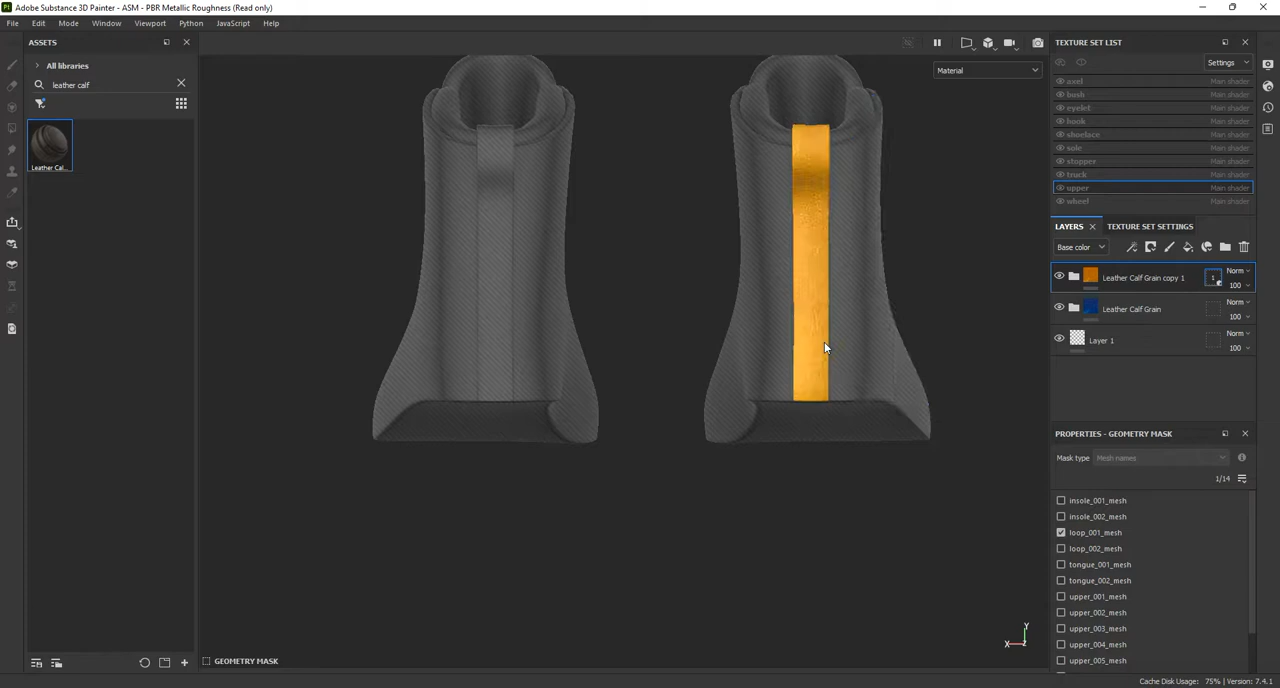 Pt Adobe Substance 3D Painter - ASM - PBR Metallic Roughness (Read only)
File Edit Mode Window Viewport Python JavaScript Help
ASSETS
All libraries
leather calf
Leather Cal...
Material
GEOMETRY MASK
Y
X
Z
TEXTURE SET LIST
Settings
axel Main shader
bush Main shader
eyelet Main shader
hook Main shader
shoelace Main shader
sole Main shader
stopper Main shader
truck Main shader
upper Main shader
wheel Main shader
LAYERS TEXTURE SET SETTINGS
Base color
Leather Calf Grain copy 1 1 Norm
100
Leather Calf Grain Norm
100
Layer 1 Norm
100
PROPERTIES - GEOMETRY MASK
Mask type Mesh names
1/14
insole_001_mesh
insole_002_mesh
loop_001_mesh
loop_002_mesh
tongue_001_mesh
tongue_002_mesh
upper_001_mesh
upper_002_mesh
upper_003_mesh
upper_004_mesh
upper_005_mesh
Cache Disk Usage: 75% | Version: 7.4.1